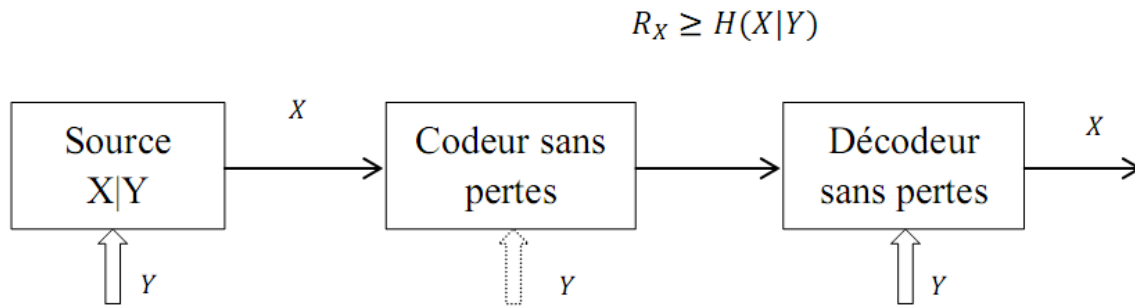 R_X ≥ H(X|Y)
X
X
Source
X|Y
Codeur sans
pertes
Décodeur
sans pertes
Y
Y
Y